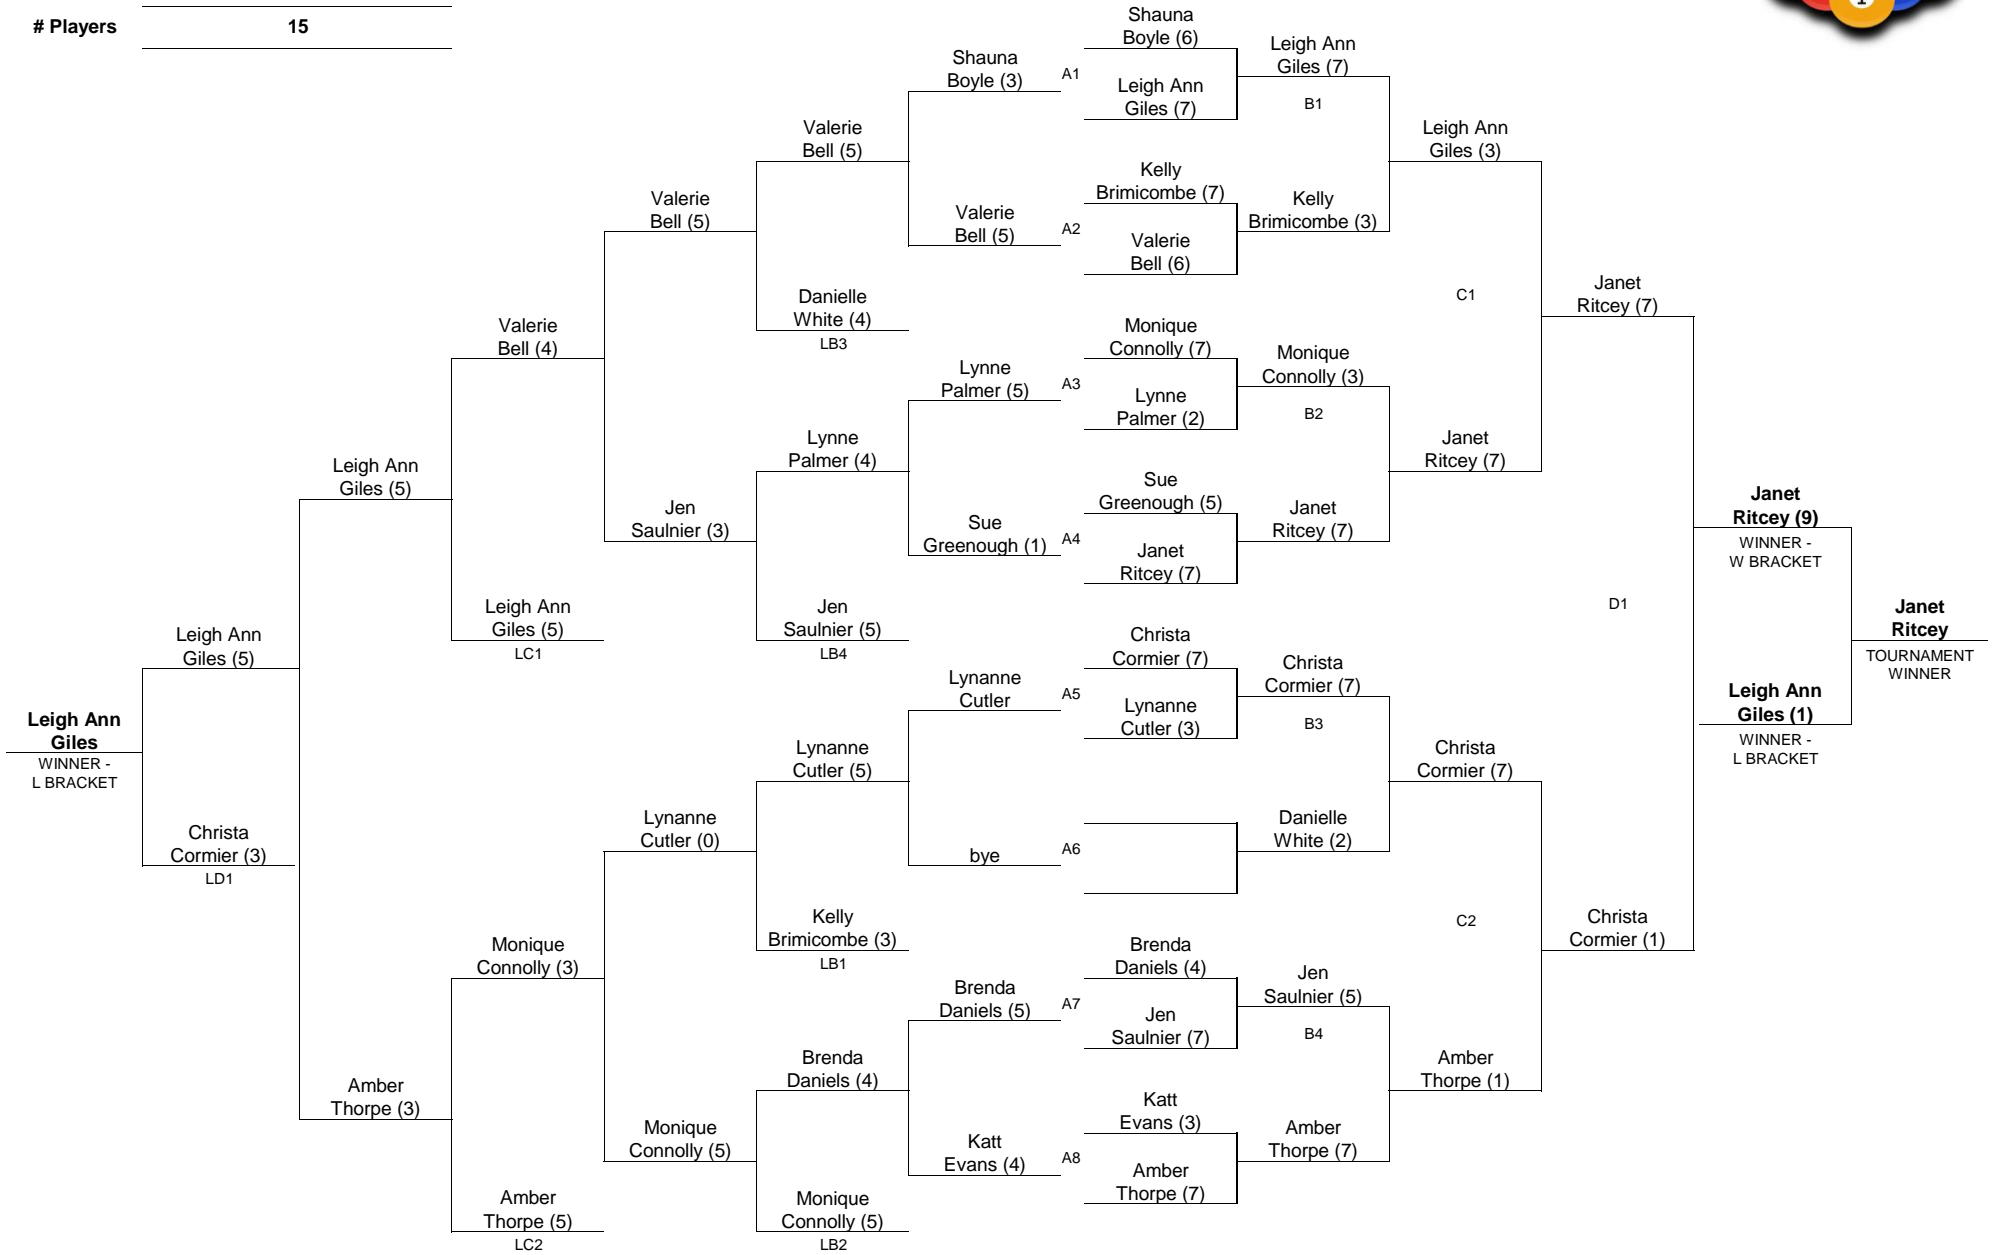 # Players 15
Shauna
Boyle (6)
Leigh Ann
Giles (7)
Shauna
Boyle (3)
A1
Leigh Ann
Giles (7)
B1
Valerie
Bell (5)
Leigh Ann
Giles (3)
Kelly
Brimicombe (7)
Valerie
Bell (5)
Kelly
Brimicombe (3)
Valerie
Bell (5)
A2
Valerie
Bell (6)
Danielle
White (4)
LB3
C1
Janet
Ritcey (7)
Valerie
Bell (4)
Monique
Connolly (7)
Monique
Connolly (3)
Lynne
Palmer (5)
A3
Lynne
Palmer (2)
B2
Lynne
Palmer (4)
Janet
Ritcey (7)
Leigh Ann
Giles (5)
Sue
Greenough (5)
Jen
Saulnier (3)
Janet
Ritcey (7)
Janet
Ritcey (9)
WINNER -
W BRACKET
Sue
Greenough (1)
A4
Janet
Ritcey (7)
Leigh Ann
Giles (5)
LC1
Jen
Saulnier (5)
LB4
D1
Janet
Ritcey
TOURNAMENT
WINNER
Leigh Ann
Giles (5)
Christa
Cormier (7)
Christa
Cormier (7)
Lynanne
Cutler
A5
Lynanne
Cutler (3)
B3
Leigh Ann
Giles (1)
WINNER -
L BRACKET
Leigh Ann
Giles
WINNER -
L BRACKET
Lynanne
Cutler (5)
Christa
Cormier (7)
Lynanne
Cutler (0)
Danielle
White (2)
Christa
Cormier (3)
LD1
bye
A6
Kelly
Brimicombe (3)
LB1
C2
Christa
Cormier (1)
Monique
Connolly (3)
Brenda
Daniels (4)
Jen
Saulnier (5)
Brenda
Daniels (5)
A7
Jen
Saulnier (7)
B4
Brenda
Daniels (4)
Amber
Thorpe (1)
Amber
Thorpe (3)
Katt
Evans (3)
Monique
Connolly (5)
Amber
Thorpe (7)
Katt
Evans (4)
A8
Amber
Thorpe (7)
Amber
Thorpe (5)
LC2
Monique
Connolly (5)
LB2